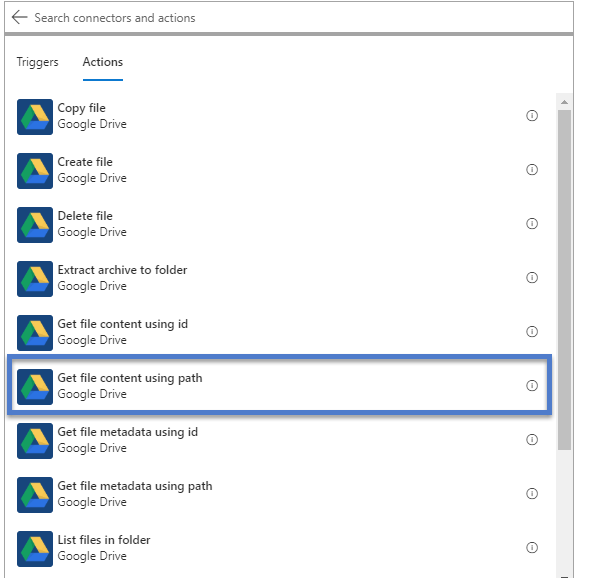 Search connectors and actions
Triggers
Actions
Copy file
Google Drive
Create file
Google Drive
Delete file
Google Drive
Extract archive to folder
Google Drive
Get file content using id
Google Drive
Get file content using path
Google Drive
Get file metadata using id
Google Drive
Get file metadata using path
Google Drive
List files in folder
Google Drive